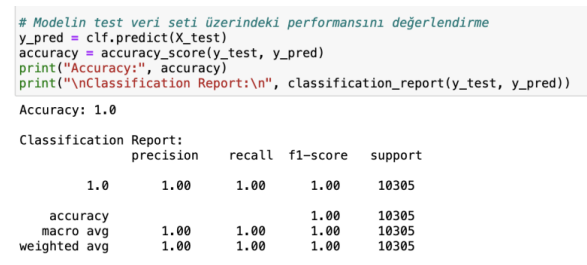 # Modelin test veri seti üzerindeki performansını değerlendirme
y_pred = clf.predict(X_test)
accuracy = accuracy_score(y_test, y_pred)
print("Accuracy:", accuracy)
print("\nClassification Report:\n", classification_report(y_test, y_pred))
Accuracy: 1.0
Classification Report:
precision recall f1-score support
1.0 1.00 1.00 1.00 10305
accuracy 1.00 10305
macro avg 1.00 1.00 1.00 10305
weighted avg 1.00 1.00 1.00 10305